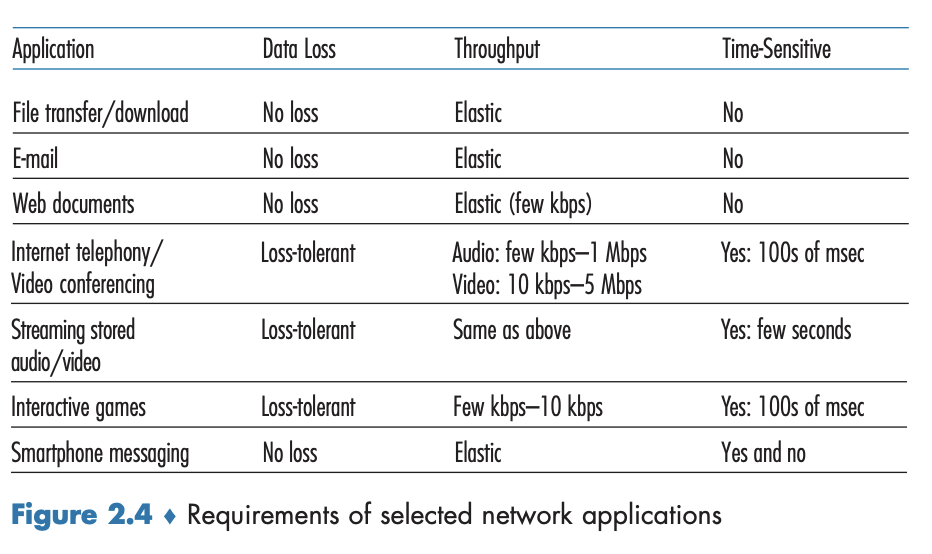 Application Data Loss Throughput Time-Sensitive
File transfer/download No loss Elastic No
E-mail No loss Elastic No
Web documents No loss Elastic (few kbps) No
Internet telephony/ Loss-tolerant Audio: few kbps–1 Mbps Yes: 100s of msec
Video conferencing Video: 10 kbps–5 Mbps
Streaming stored Loss-tolerant Same as above Yes: few seconds
audio/video
Interactive games Loss-tolerant Few kbps–10 kbps Yes: 100s of msec
Smartphone messaging No loss Elastic Yes and no
Figure 2.4 ♦ Requirements of selected network applications